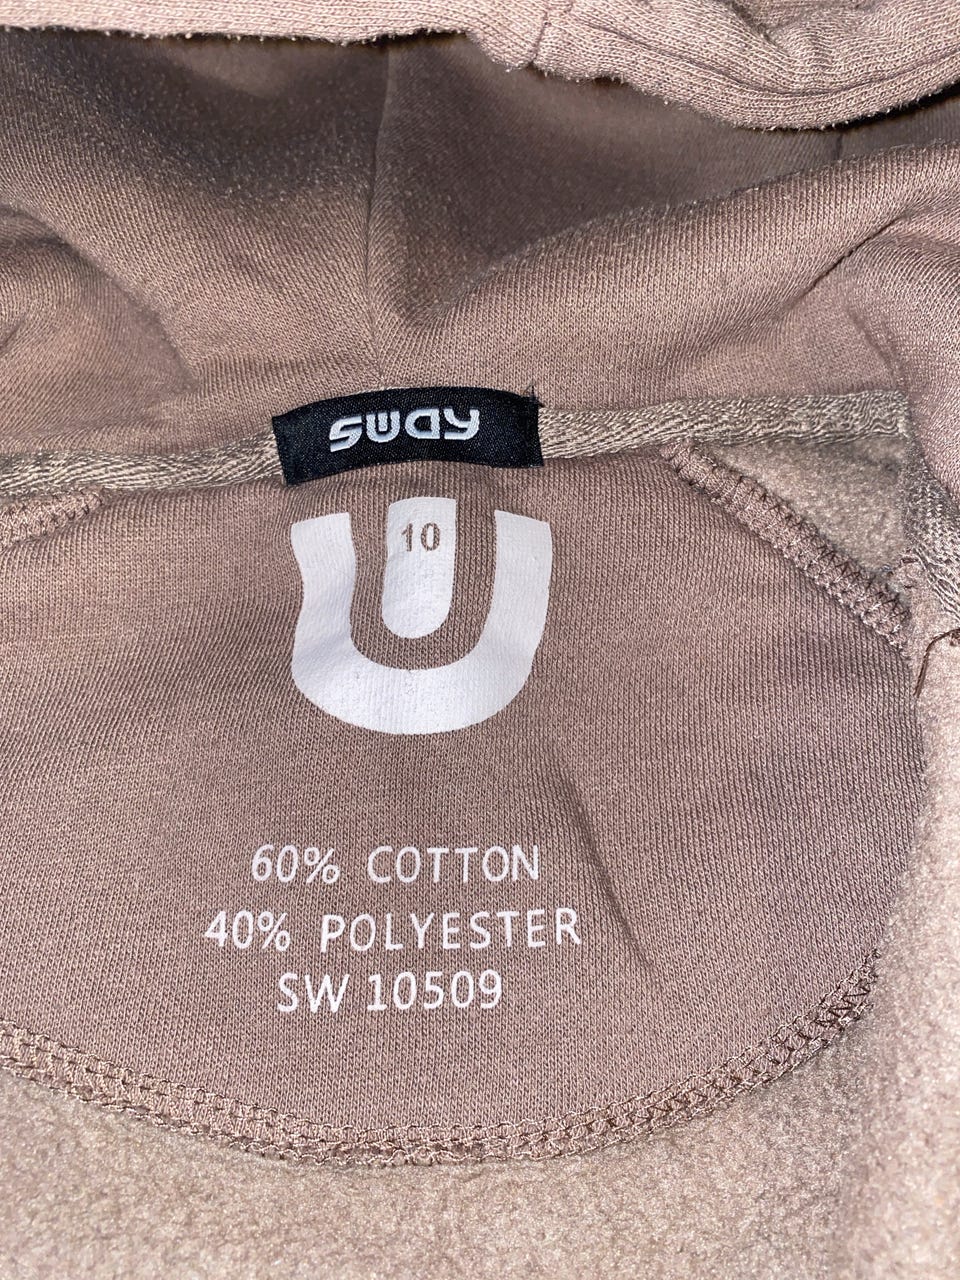 sway
10
60% COTTON
40% POLYESTER
SW 10509